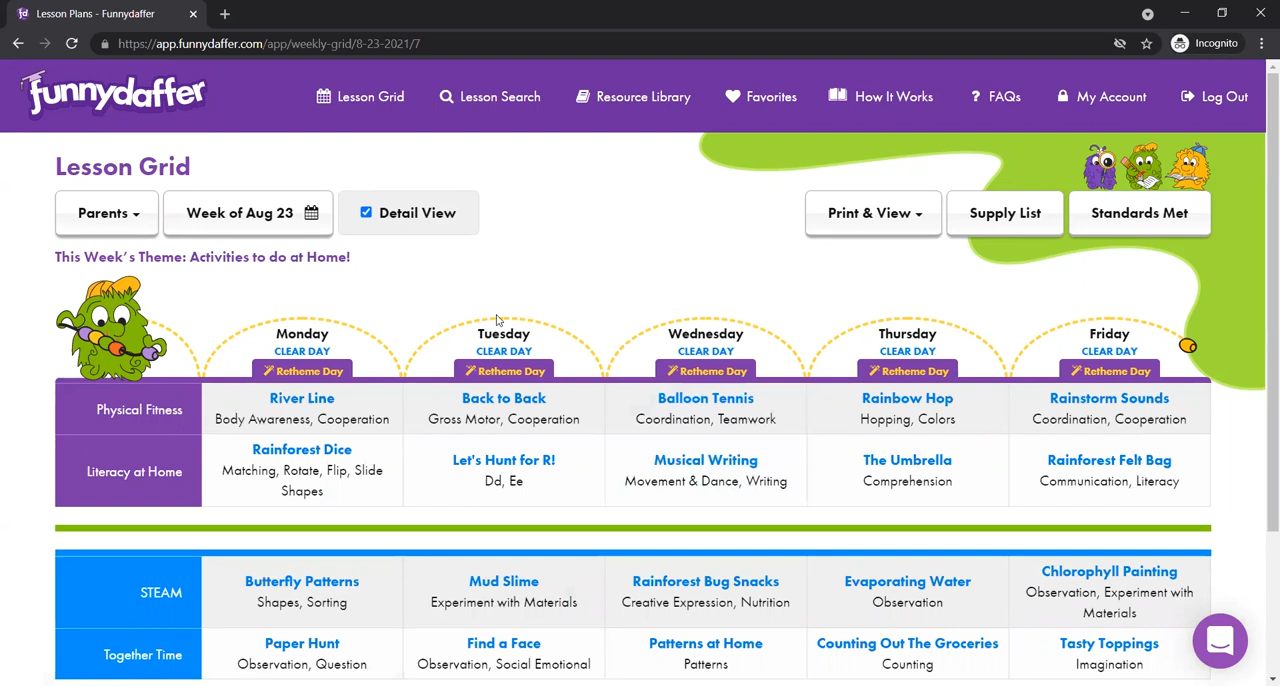 Lesson Plans - Funnydaffer
https://app.funnydaffer.com/app/weekly-grid/8-23-2021/7
Incognito
funnydaffer
Lesson Grid
Lesson Search
Resource Library
Favorites
How It Works
? FAQs
My Account
Log Out
Lesson Grid
Parents
Week of Aug 23
Detail View
Print & View
Supply List
Standards Met
This Week's Theme: Activities to do at Home!
Monday Tuesday Wednesday Thursday Friday
CLEAR DAY CLEAR DAY CLEAR DAY CLEAR DAY CLEAR DAY
Retheme Day Retheme Day Retheme Day Retheme Day Retheme Day
Physical Fitness
River Line
Body Awareness, Cooperation
Back to Back
Gross Motor, Cooperation
Balloon Tennis
Coordination, Teamwork
Rainbow Hop
Hopping, Colors
Rainstorm Sounds
Coordination, Cooperation
Literacy at Home
Rainforest Dice
Matching, Rotate, Flip, Slide
Shapes
Let's Hunt for R!
Dd, Ee
Musical Writing
Movement & Dance, Writing
The Umbrella
Comprehension
Rainforest Felt Bag
Communication, Literacy
STEAM
Butterfly Patterns
Shapes, Sorting
Mud Slime
Experiment with Materials
Rainforest Bug Snacks
Creative Expression, Nutrition
Evaporating Water
Observation
Chlorophyll Painting
Observation, Experiment with
Materials
Together Time
Paper Hunt
Observation, Question
Find a Face
Observation, Social Emotional
Patterns at Home
Patterns
Counting Out The Groceries
Counting
Tasty Toppings
Imagination